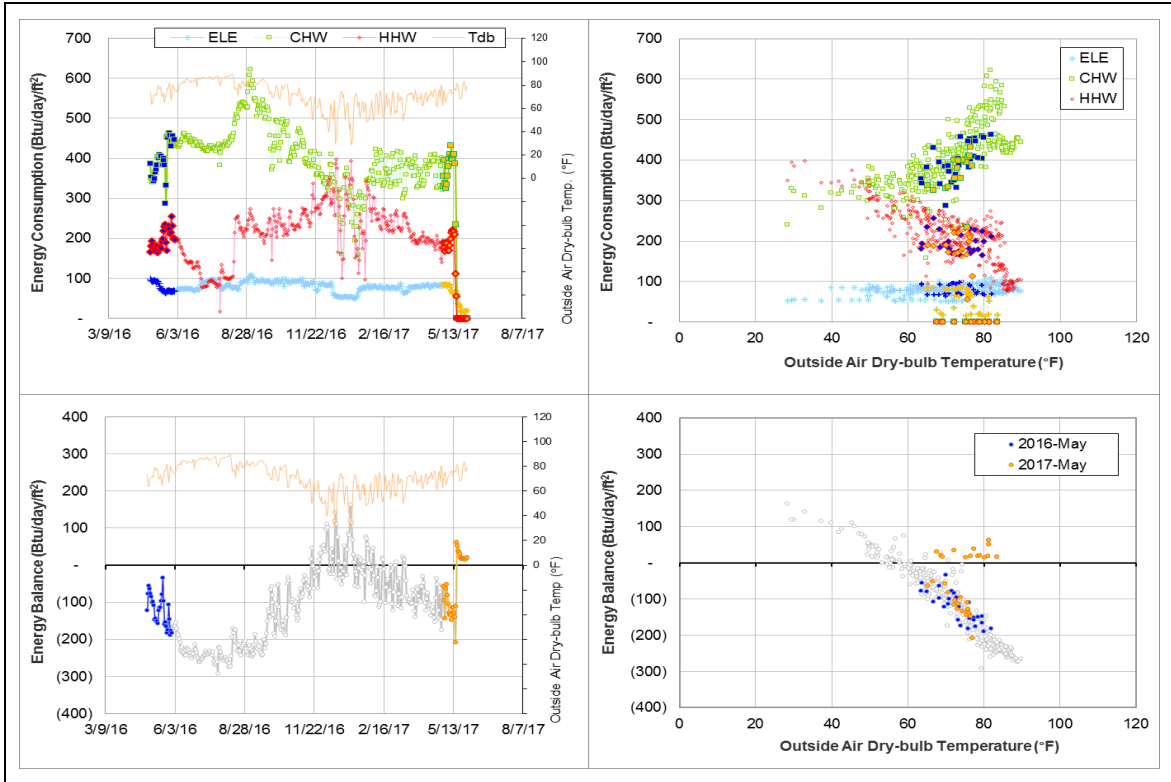 ELE CHW HHW Tdb
Energy Consumption (Btu/day/ft²)
700
600
500
400
300
200
100
-
120
100
80
60
40
20
0
Outside Air Dry-bulb Temp. (°F)
3/9/16 6/3/16 8/28/16 11/22/16 2/16/17 5/13/17 8/7/17
Energy Consumption (Btu/day/ft²)
700
600
500
400
300
200
100
-
ELE
CHW
HHW
0 20 40 60 80 100 120
Outside Air Dry-bulb Temperature (°F)
Energy Balance (Btu/day/ft²)
400
300
200
100
-
(100)
(200)
(300)
(400)
120
100
80
60
40
20
0
Outside Air Dry-bulb Temp (°F)
3/9/16 6/3/16 8/28/16 11/22/16 2/16/17 5/13/17 8/7/17
Energy Balance (Btu/day/ft²)
400
300
200
100
-
(100)
(200)
(300)
(400)
2016-May
2017-May
0 20 40 60 80 100 120
Outside Air Dry-bulb Temperature (°F)